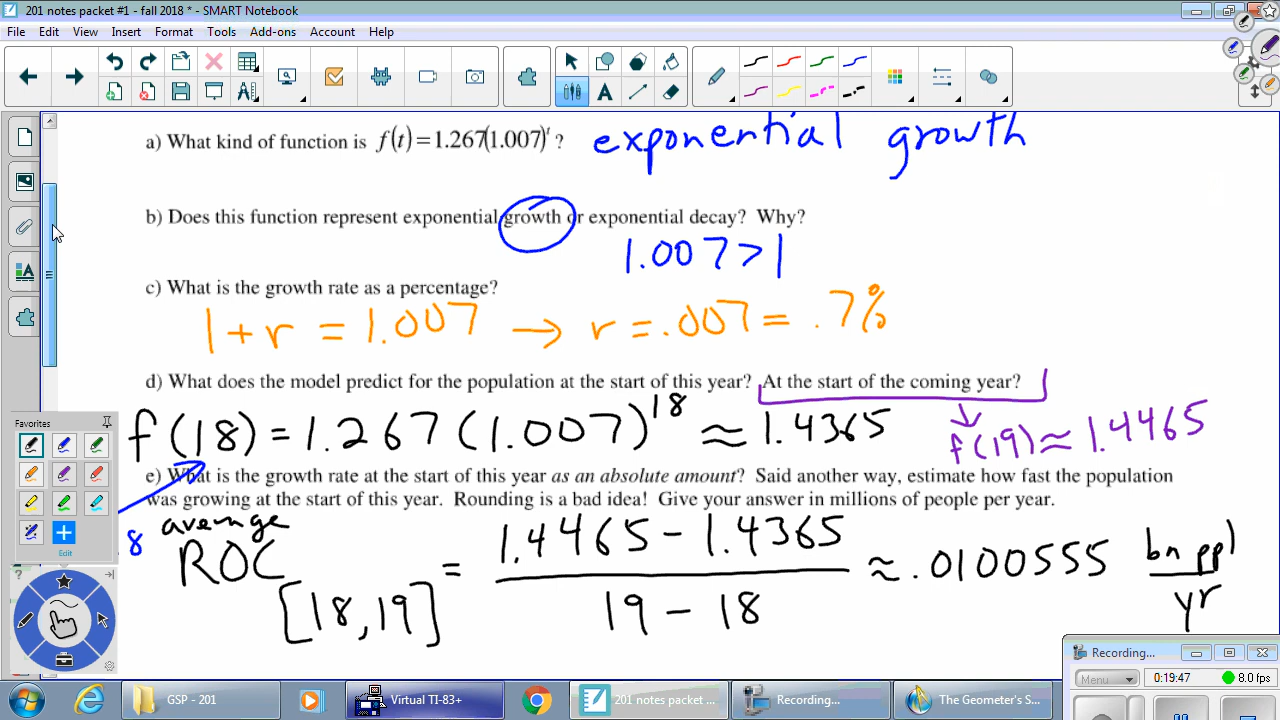 201 notes packet #1 - fall 2018 * - SMART Notebook
File Edit View Insert Format Tools Add-ons Account Help
a) What kind of function is f(t)=1.267(1.007)^t ? exponential growth
b) Does this function represent exponential growth or exponential decay? Why?
1.007>1
c) What is the growth rate as a percentage?
1+r = 1.007 → r = .007 = .7%
d) What does the model predict for the population at the start of this year? At the start of the coming year?
f(18) = 1.267 (1.007)^18 ≈ 1.4365 f(19) ≈ 1.4465
e) What is the growth rate at the start of this year as an absolute amount? Said another way, estimate how fast the population
was growing at the start of this year. Rounding is a bad idea! Give your answer in millions of people per year.
8 average
ROC [18,19] = 1.4465 - 1.4365 / 19 - 18 ≈ .0100555 bn ppl / yr
Favorites
Edit
Recording...
Menu 0:19:47 8.0 fps
GSP - 201 Virtual TI-83+ 201 notes packet ... Recording... The Geometer's S...